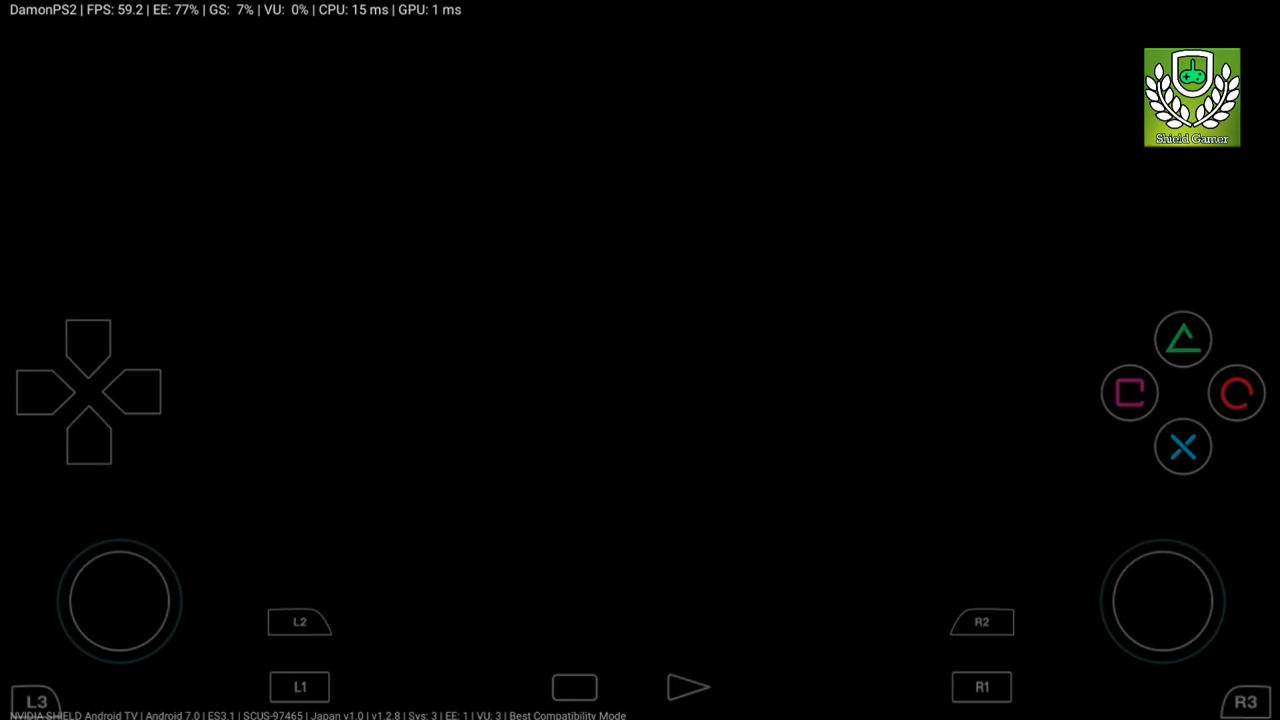 DamonPS2 | FPS: 59.2 | EE: 77% | GS: 7% | VU: 0% | CPU: 15 ms | GPU: 1 ms
Shield Gamer
L2
R2
L1
R1
L3
R3
NVIDIA SHIELD Android TV | Android 7.0 | ES3.1 | SCUS-97465 | Japan v1.0 | v1.2.8 | Sys: 3 | EE: 1 | VU: 3 | Best Compatibility Mode